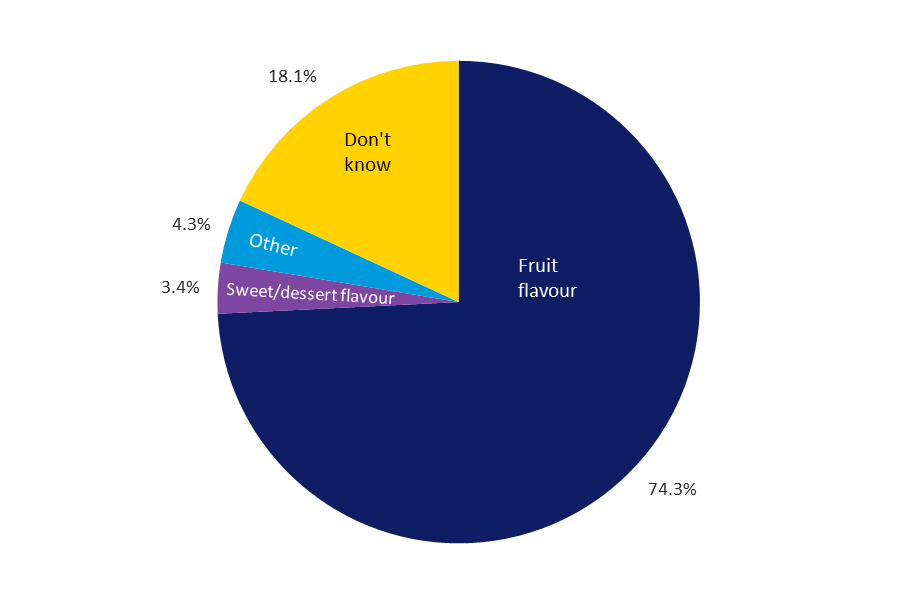 18.1%
Don't
know
4.3%
Other
Fruit
flavour
3.4%
Sweet/dessert flavour
74.3%